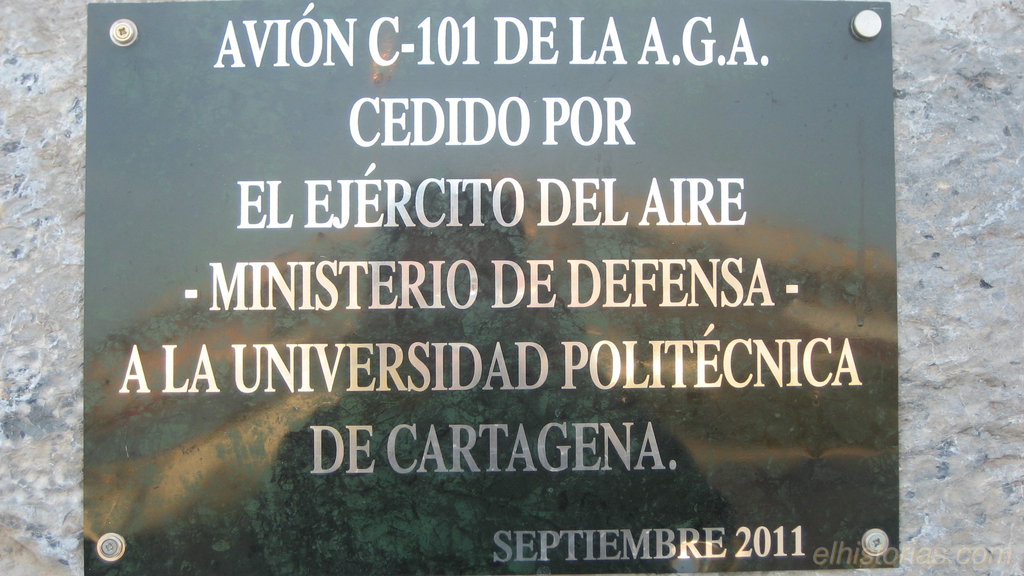 AVIÓN C-101 DE LA A.G.A.
CEDIDO POR
EL EJÉRCITO DEL AIRE
- MINISTERIO DE DEFENSA -
A LA UNIVERSIDAD POLITÉCNICA
DE CARTAGENA.
SEPTIEMBRE 2011
elhistorias.com